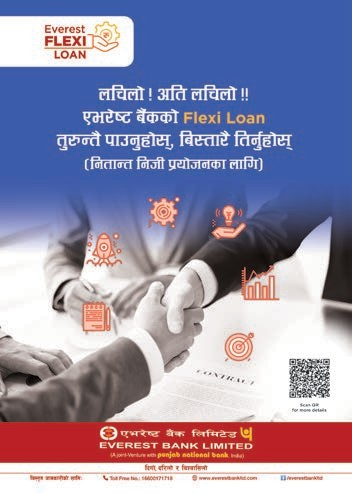 Everest
FLEXI
LOAN
लचिलो ! अति लचिलो !!
एभरेष्ट बैंकको Flexi Loan
तुरुन्तै पाउनुहोस्, बिस्तारै तिर्नुहोस्
(नितान्त निजी प्रयोजनका लागि)
CONTRACT
Scan QR
for more details
एभरेष्ट बैंक लिमिटेड
EVEREST BANK LIMITED
(A joint-Venture with punjab national bank, India)
दिगो, दरिलो र विश्वासिलो
विस्तृत जानकारीको लागि: Toll Free No.: 16600171718 www.everestbankltd.com /everestbankltd